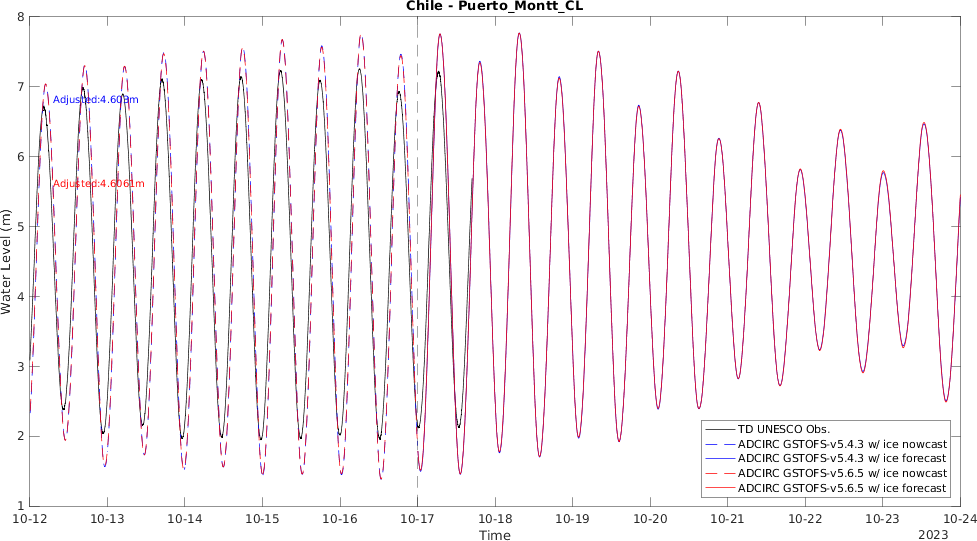 Chile - Puerto_Montt_CL
8
7
6
5
4
3
2
1
Water Level (m)
Adjusted:4.603m
Adjusted:4.6061m
TD UNESCO Obs.
ADCIRC GSTOFS-v5.4.3 w/ ice nowcast
ADCIRC GSTOFS-v5.4.3 w/ ice forecast
ADCIRC GSTOFS-v5.6.5 w/ ice nowcast
ADCIRC GSTOFS-v5.6.5 w/ ice forecast
10-12 10-13 10-14 10-15 10-16 10-17 10-18 10-19 10-20 10-21 10-22 10-23 10-24
Time
2023